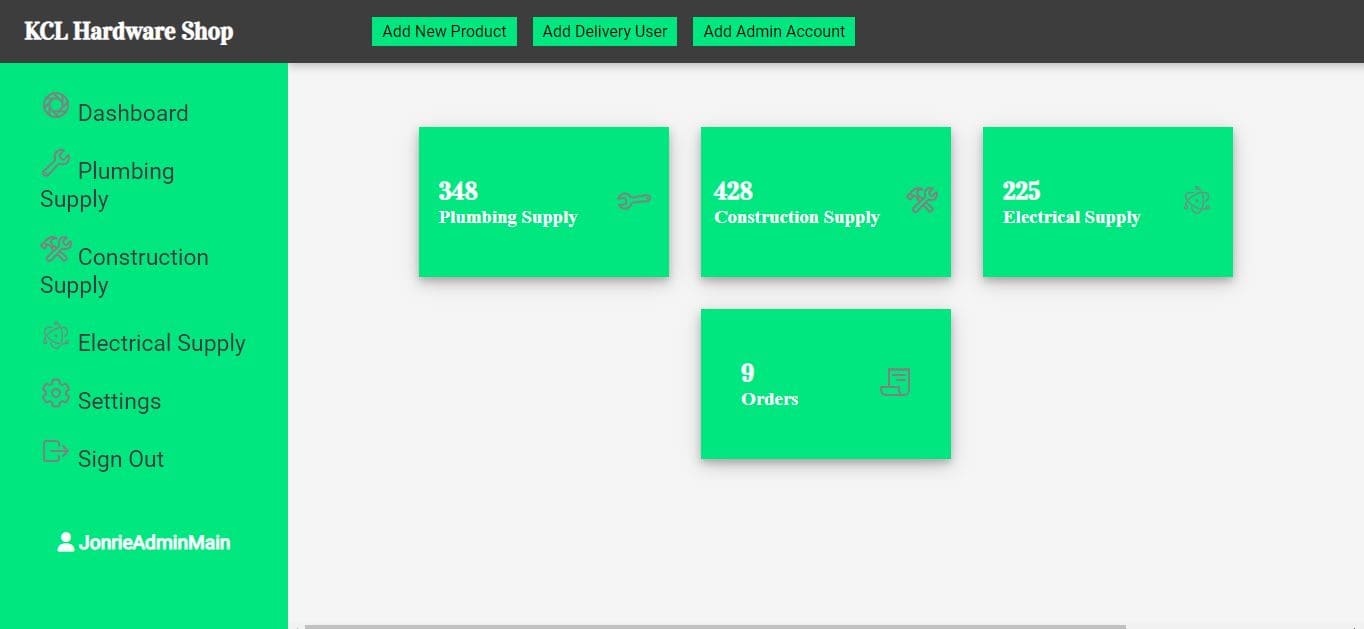 KCL Hardware Shop
Add New Product
Add Delivery User
Add Admin Account
Dashboard
Plumbing
Supply
Construction
Supply
Electrical Supply
Settings
Sign Out
JonrieAdminMain
348
Plumbing Supply
428
Construction Supply
225
Electrical Supply
9
Orders